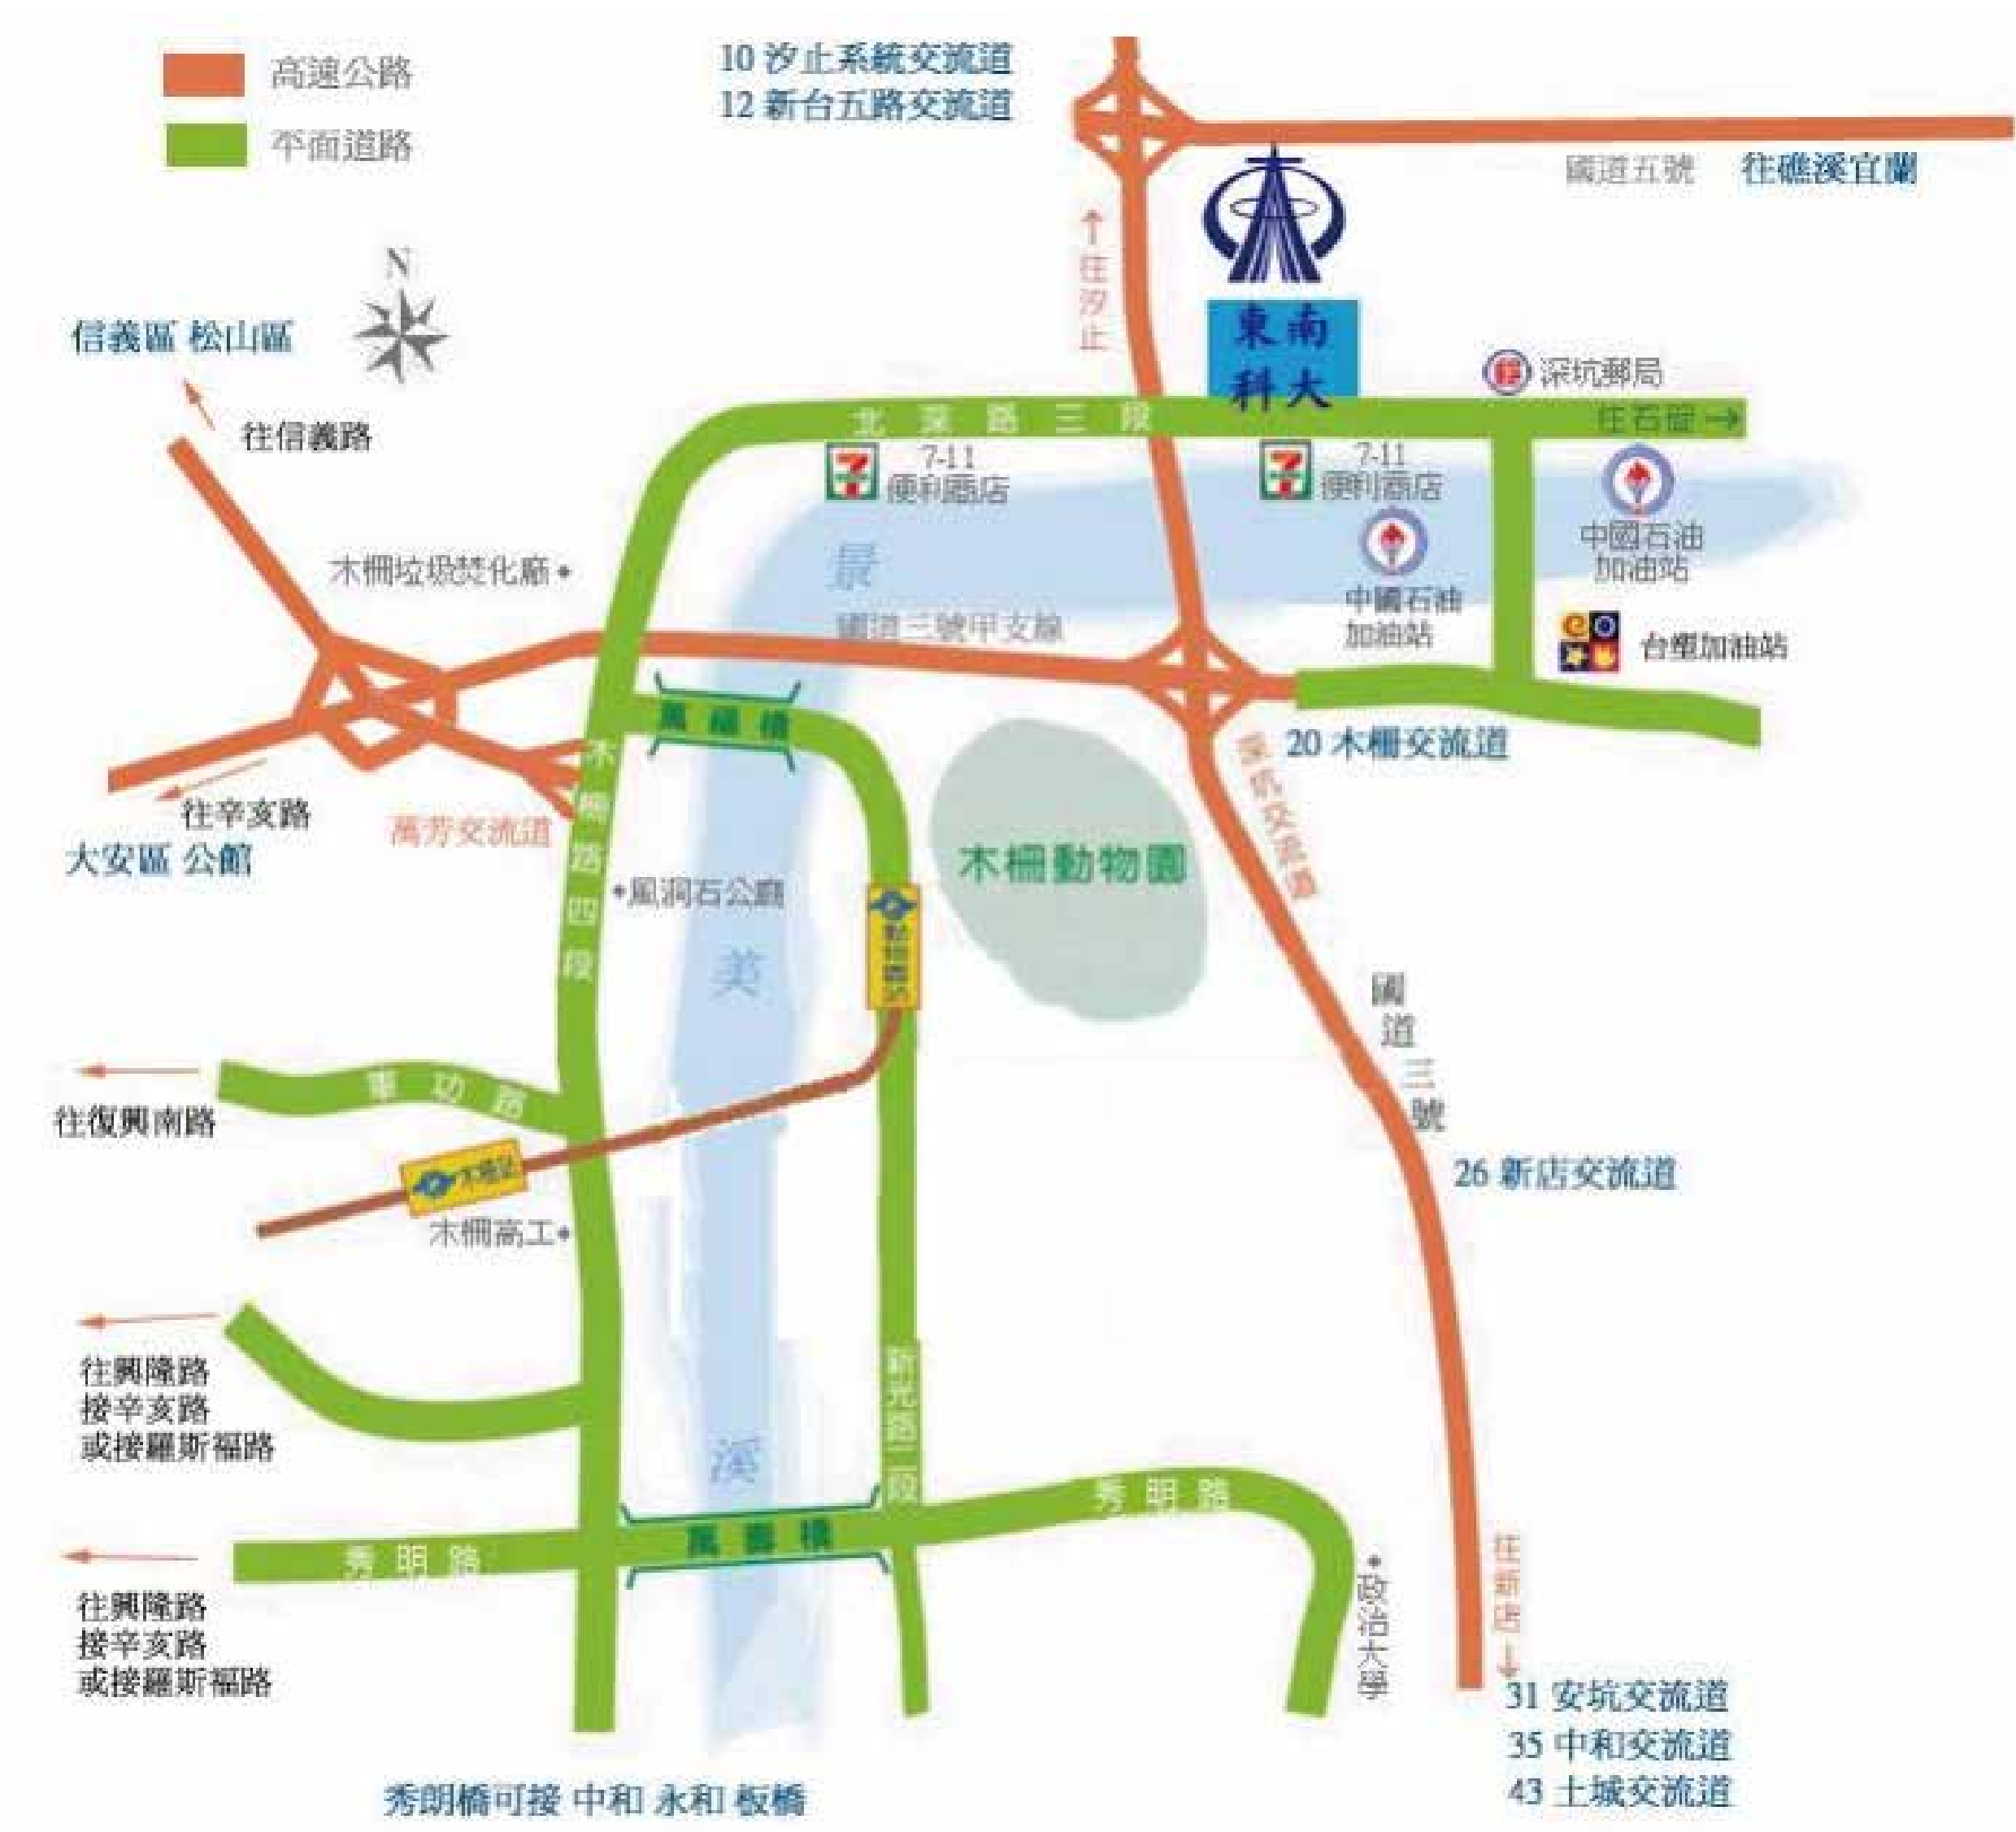 高速公路
平面道路
10 汐止系統交流道
12 新台五路交流道
國道五號
往礁溪宜蘭
N
↑往汐止
東南
科大
信義區 松山區
往信義路
深坑郵局
北深路三段
往石碇→
7-11
便利商店
7-11
便利商店
中國石油
加油站
中國石油
加油站
景
木柵垃圾焚化廠
國道三號甲支線
台塑加油站
萬福橋
20 木柵交流道
深坑交流道
往辛亥路
大安區 公館
萬芳交流道
木柵路四段
木柵動物園
風洞石公廟
動物園站
美
國道三號
軍功路
往復興南路
木柵站
26 新店交流道
木柵高工
往興隆路
接辛亥路
或接羅斯福路
新光路二段
溪
秀明路
秀明路
萬壽橋
往興隆路
接辛亥路
或接羅斯福路
政治大學
往新店↓
31 安坑交流道
35 中和交流道
43 土城交流道
秀朗橋可接 中和 永和 板橋